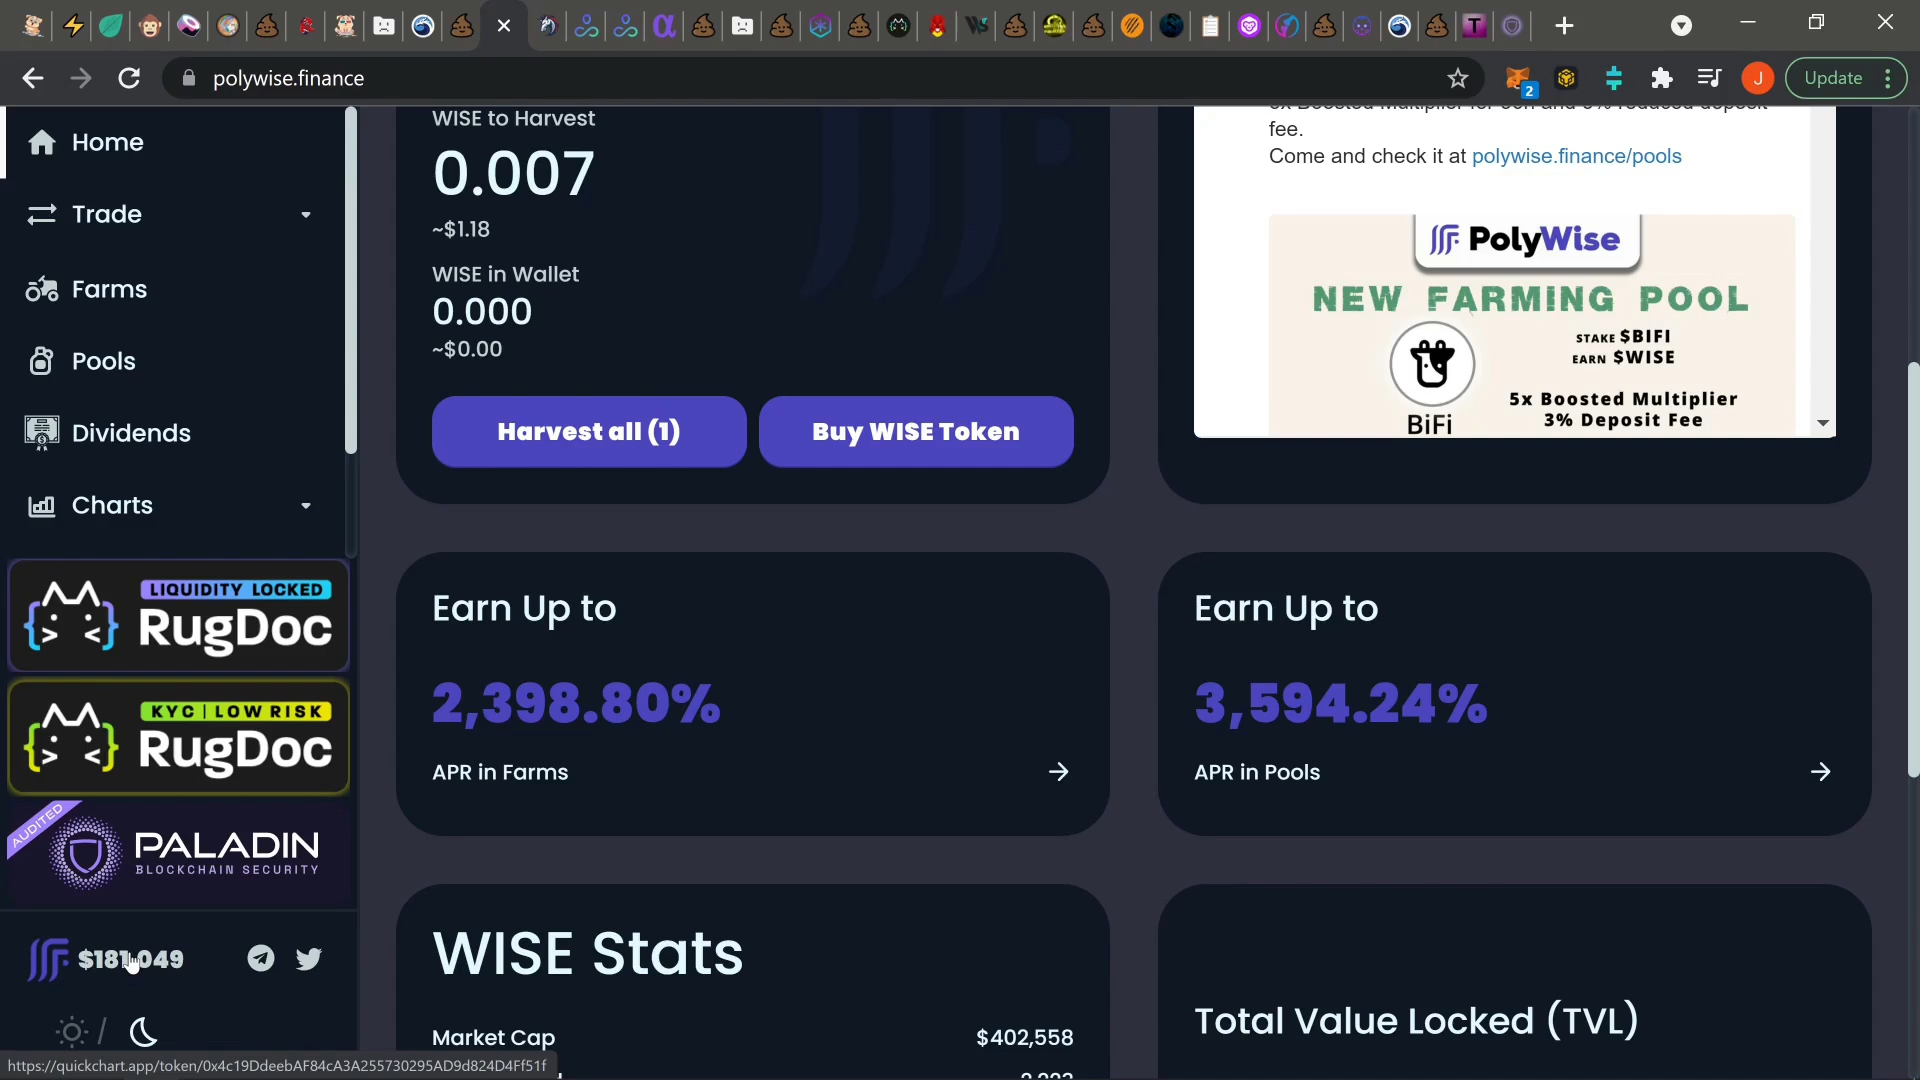 polywise.finance
2
J
Update
Home
Trade
Farms
Pools
Dividends
Charts
LIQUIDITY LOCKED
RugDoc
KYC | LOW RISK
RugDoc
AUDITED
PALADIN
BLOCKCHAIN SECURITY
$181.049
/
https://quickchart.app/token/0x4c19DdeebAF84cA3A255730295AD9d824D4Ff51f
WISE to Harvest
0.007
~$1.18
WISE in Wallet
0.000
~$0.00
Harvest all (1)
Buy WISE Token
fee.
Come and check it at polywise.finance/pools
PolyWise
NEW FARMING POOL
STAKE $BIFI
EARN $WISE
5x Boosted Multiplier
3% Deposit Fee
BiFi
Earn Up to
2,398.80%
APR in Farms
Earn Up to
3,594.24%
APR in Pools
WISE Stats
Market Cap
$402,558
Total Value Locked (TVL)